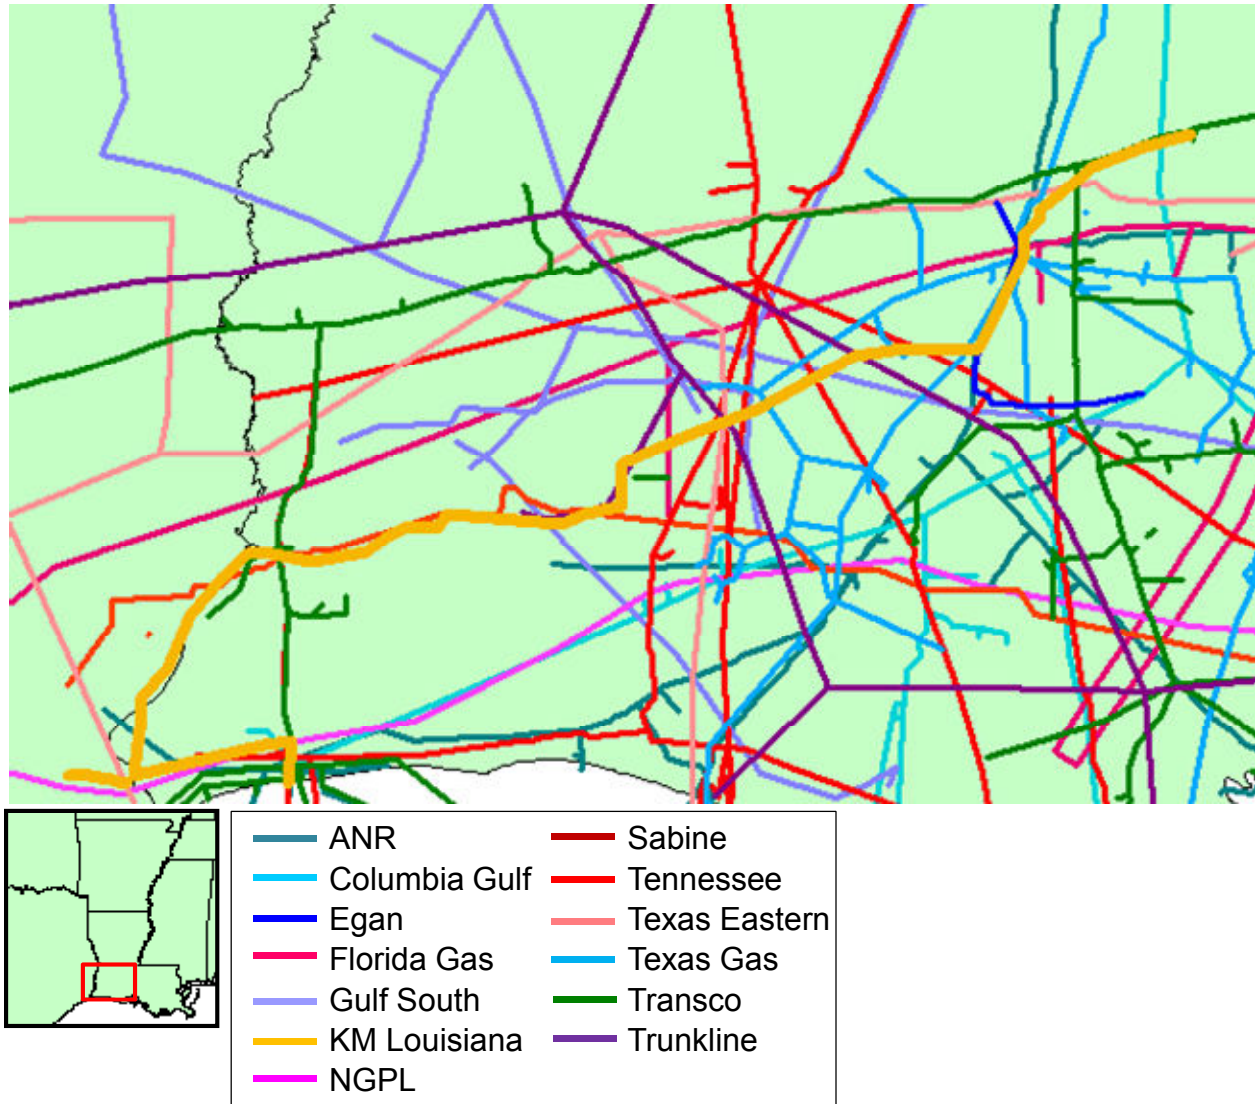 ANR
Columbia Gulf
Egan
Florida Gas
Gulf South
KM Louisiana
NGPL
Sabine
Tennessee
Texas Eastern
Texas Gas
Transco
Trunkline